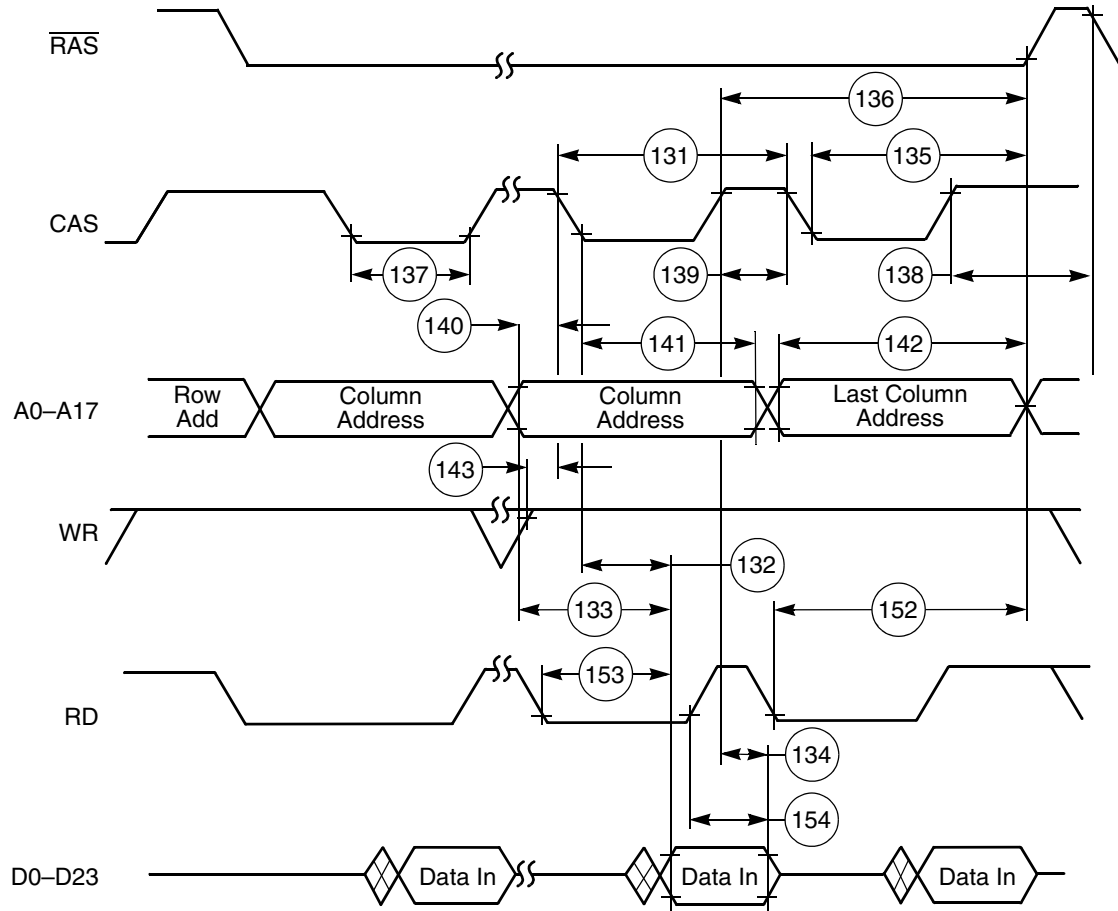 RAS
136
131
135
CAS
137
139
138
140
141
142
A0–A17
Row
Add
Column
Address
Column
Address
Last Column
Address
143
WR
132
133
152
153
RD
134
154
D0–D23
Data In
Data In
Data In